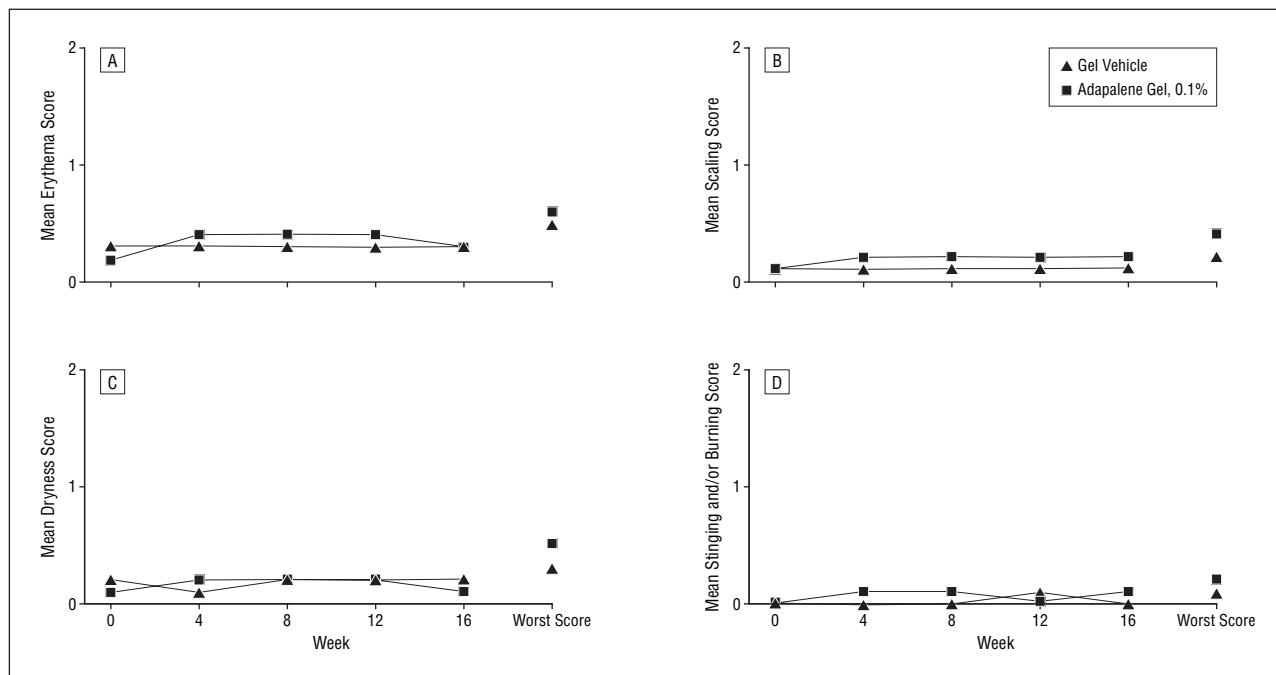 A
2
1
0
Mean Erythema Score
B
2
1
0
Mean Scaling Score
Gel Vehicle
Adapalene Gel, 0.1%
C
2
1
0
Mean Dryness Score
0 4 8 12 16 Worst Score
Week
D
2
1
0
Mean Stinging and/or Burning Score
0 4 8 12 16 Worst Score
Week